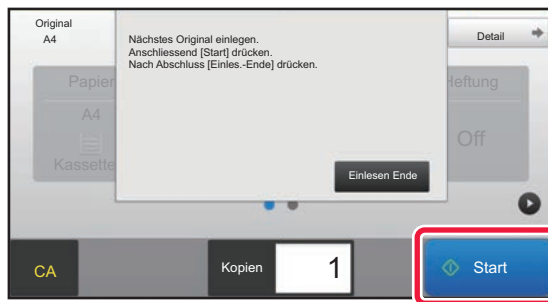 Original
A4
Nächstes Original einlegen.
Anschliessend [Start] drücken.
Nach Abschluss [Einles.-Ende] drücken.
Detail
Papier
A4
Kassette
Heftung
Off
Einlesen Ende
CA
Kopien
1
Start